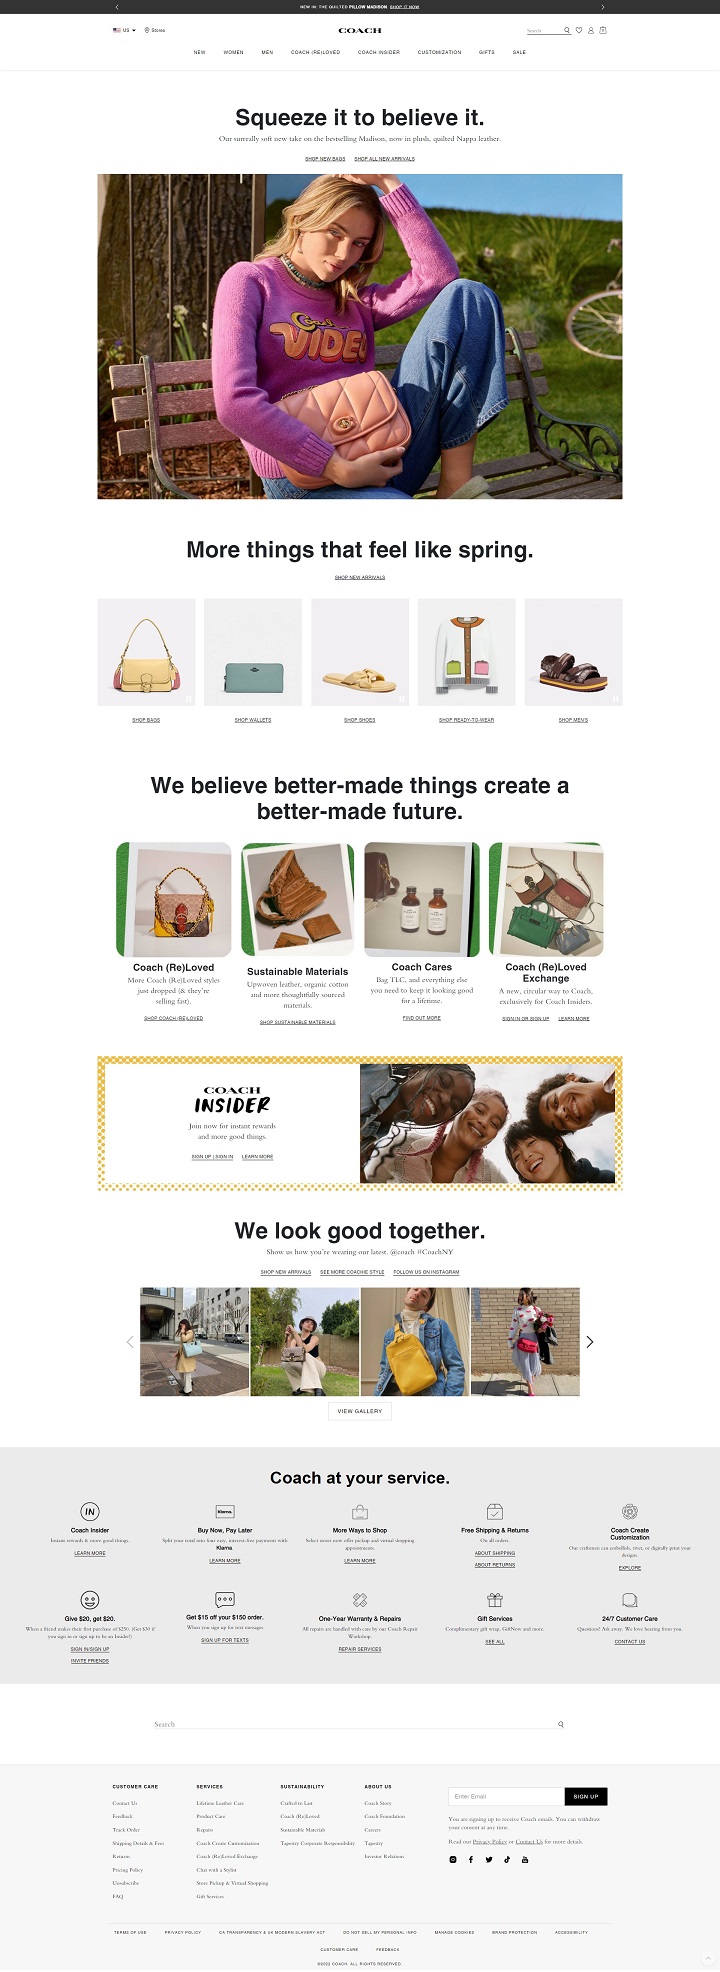 NEW IN: THE QUILTED PILLOW MADISON. SHOP IT NOW
US
Stores
COACH
Search
NEW
WOMEN
MEN
COACH (RE)LOVED
COACH INSIDER
CUSTOMIZATION
GIFTS
SALE
Squeeze it to believe it.
Our surreally soft new take on the bestselling Madison, now in plush, quilted Nappa leather.
SHOP NEW BAGS SHOP ALL NEW ARRIVALS
More things that feel like spring.
SHOP NEW ARRIVALS
SHOP BAGS
SHOP WALLETS
SHOP SHOES
SHOP READY-TO-WEAR
SHOP MEN'S
We believe better-made things create a
better-made future.
Coach (Re)Loved
More Coach (Re)Loved styles
just dropped (& they're
selling fast).
SHOP COACH (RE)LOVED
Sustainable Materials
Upwoven leather, organic cotton
and more thoughtfully sourced
materials.
SHOP SUSTAINABLE MATERIALS
Coach Cares
Bag TLC, and everything else
you need to keep it looking good
for a lifetime.
FIND OUT MORE
Coach (Re)Loved
Exchange
A new, circular way to Coach,
exclusively for Coach Insiders.
SIGN IN OR SIGN UP LEARN MORE
COACH
INSIDER
Join now for instant rewards
and more good things.
SIGN UP | SIGN IN LEARN MORE
We look good together.
Show us how you're wearing our latest. @coach #CoachNY
SHOP NEW ARRIVALS SEE MORE COACHIE STYLE FOLLOW US ON INSTAGRAM
VIEW GALLERY
Coach at your service.
IN
Coach Insider
Instant rewards & more good things.
LEARN MORE
Klarna.
Buy Now, Pay Later
Split your total into four easy, interest-free payments with
Klarna.
LEARN MORE
More Ways to Shop
Select stores now offer pickup and virtual shopping
appointments.
LEARN MORE
Free Shipping & Returns
On all orders.
ABOUT SHIPPING
ABOUT RETURNS
Coach Create
Customization
Our craftsmen can embellish, rivet, or digitally print your
designs.
EXPLORE
Give $20, get $20.
When a friend makes their first purchase of $250. (Get $30 if
you sign in or sign up to be an Insider!)
SIGN IN/SIGN UP
INVITE FRIENDS
Get $15 off your $150 order.
When you sign up for text messages
SIGN UP FOR TEXTS
One-Year Warranty & Repairs
All repairs are handled with care by our Coach Repair
Workshop.
REPAIR SERVICES
Gift Services
Complimentary gift wrap, GiftNow and more.
SEE ALL
24/7 Customer Care
Questions? Ask away. We love hearing from you.
CONTACT US
Search
CUSTOMER CARE
Contact Us
Feedback
Track Order
Shipping Details & Fees
Returns
Pricing Policy
Unsubscribe
FAQ
SERVICES
Lifetime Leather Care
Product Care
Repairs
Coach Create Customization
Coach (Re)Loved Exchange
Chat with a Stylist
Store Pickup & Virtual Shopping
Gift Services
SUSTAINABILITY
Crafted to Last
Coach (Re)Loved
Sustainable Materials
Tapestry Corporate Responsibility
ABOUT US
Coach Story
Coach Foundation
Careers
Tapestry
Investor Relations
Enter Email
SIGN UP
You are signing up to receive Coach emails. You can withdraw
your consent at any time.
Read our Privacy Policy or Contact Us for more details.
TERMS OF USE
PRIVACY POLICY
CA TRANSPARENCY & UK MODERN SLAVERY ACT
DO NOT SELL MY PERSONAL INFO
MANAGE COOKIES
BRAND PROTECTION
ACCESSIBILITY
CUSTOMER CARE
FEEDBACK
©2022 COACH. ALL RIGHTS RESERVED.